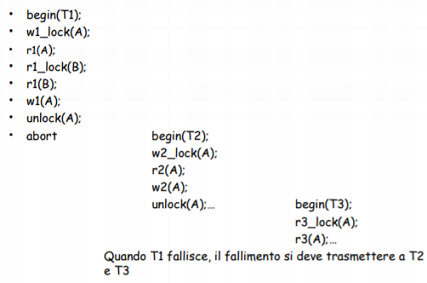 • begin(T1);
• w1_lock(A);
• r1(A);
• r1_lock(B);
• r1(B);
• w1(A);
• unlock(A);
• abort
begin(T2);
w2_lock(A);
r2(A);
w2(A);
unlock(A);...
begin(T3);
r3_lock(A);
r3(A);...
Quando T1 fallisce, il fallimento si deve trasmettere a T2
e T3